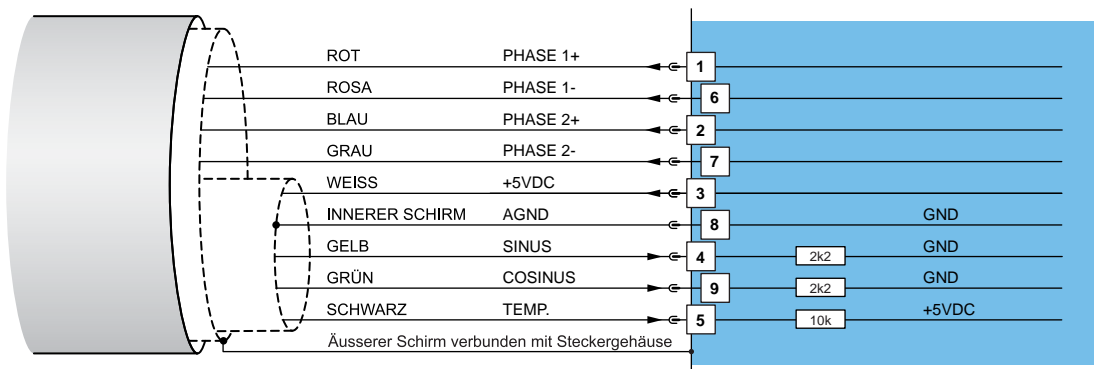 ROT PHASE 1+ 1
ROSA PHASE 1- 6
BLAU PHASE 2+ 2
GRAU PHASE 2- 7
WEISS +5VDC 3
INNERER SCHIRM AGND 8 GND
GELB SINUS 4 2k2 GND
GRÜN COSINUS 9 2k2 GND
SCHWARZ TEMP. 5 10k +5VDC
Äusserer Schirm verbunden mit Steckergehäuse